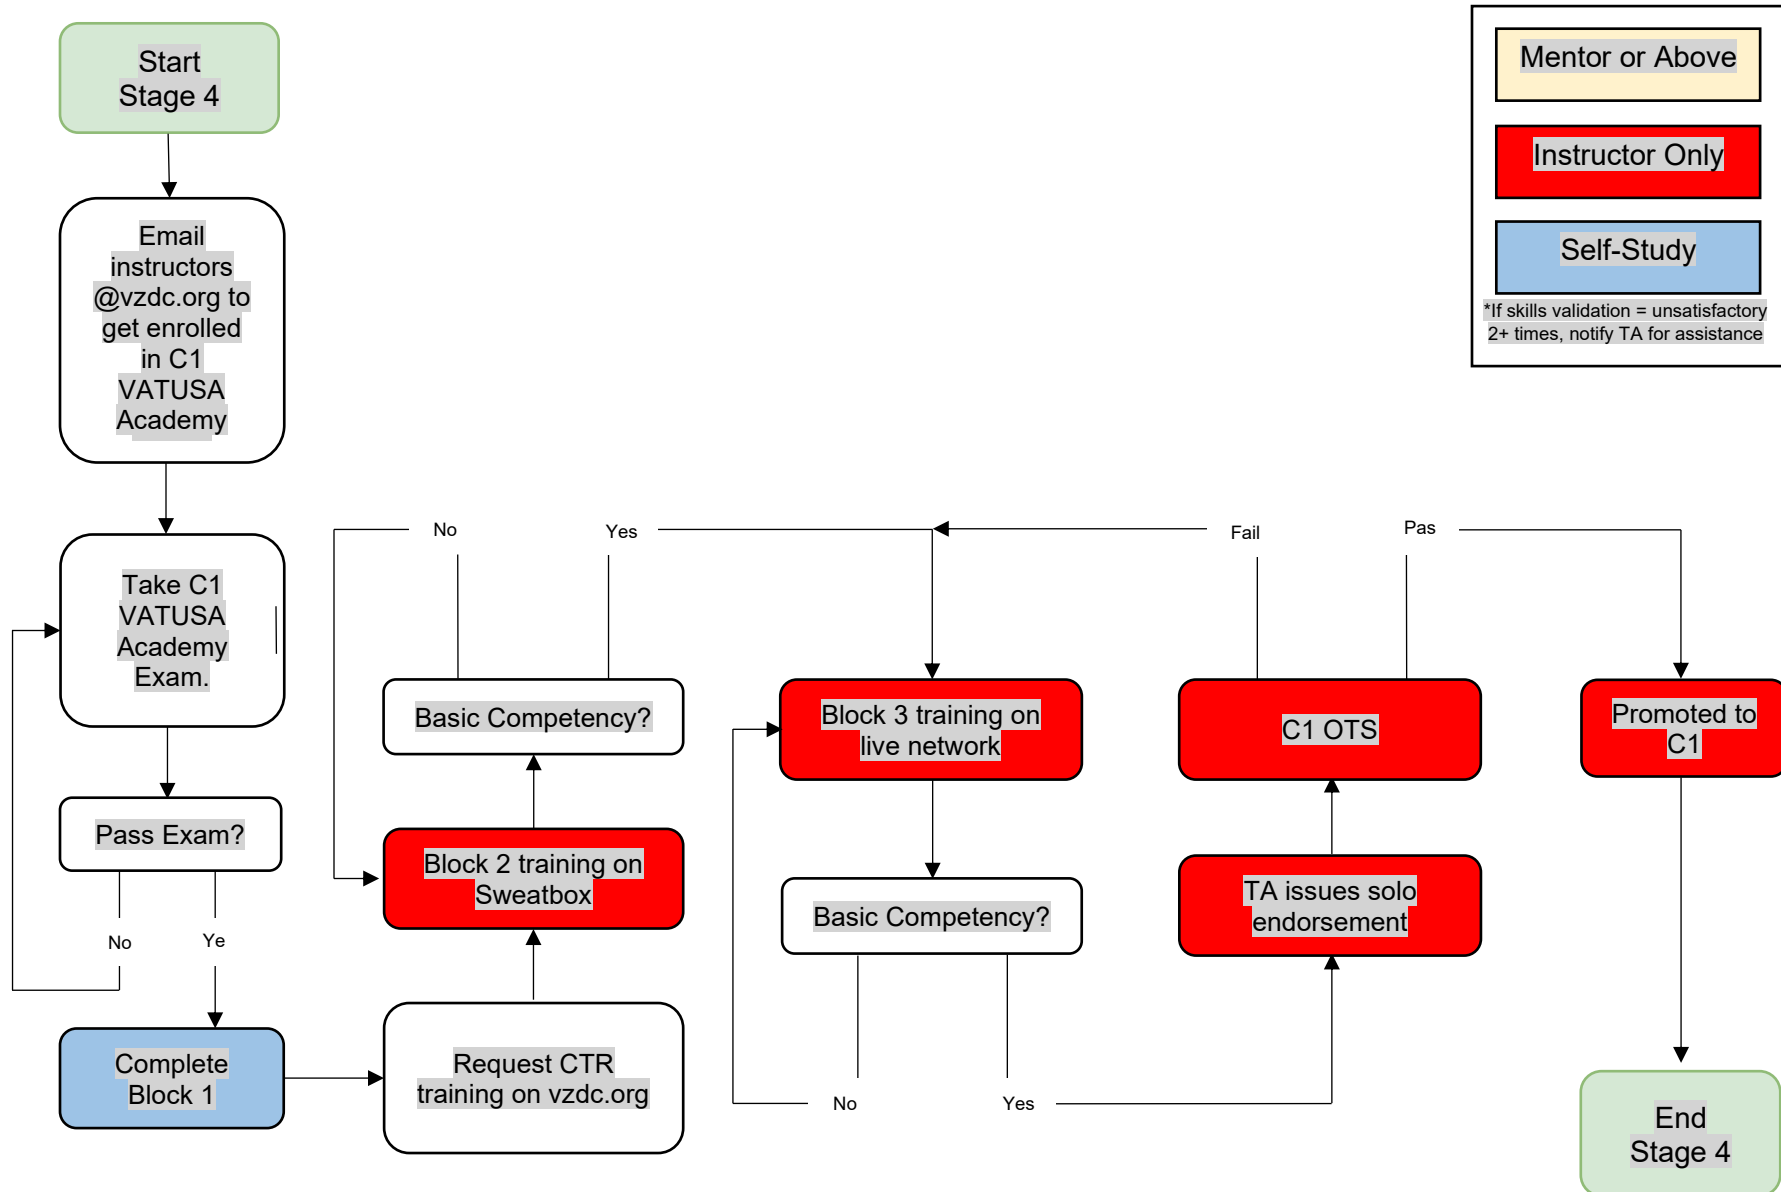 Start
Stage 4
Email
instructors
@vzdc.org to
get enrolled
in C1
VATUSA
Academy
Take C1
VATUSA
Academy
Exam.
Pass Exam?
No
Ye
Complete
Block 1
Request CTR
training on vzdc.org
Block 2 training on
Sweatbox
Basic Competency?
No
Yes
Block 3 training on
live network
Basic Competency?
No
Yes
TA issues solo
endorsement
C1 OTS
Fail
Pas
Promoted to
C1
End
Stage 4
Mentor or Above
Instructor Only
Self-Study
*If skills validation = unsatisfactory
2+ times, notify TA for assistance